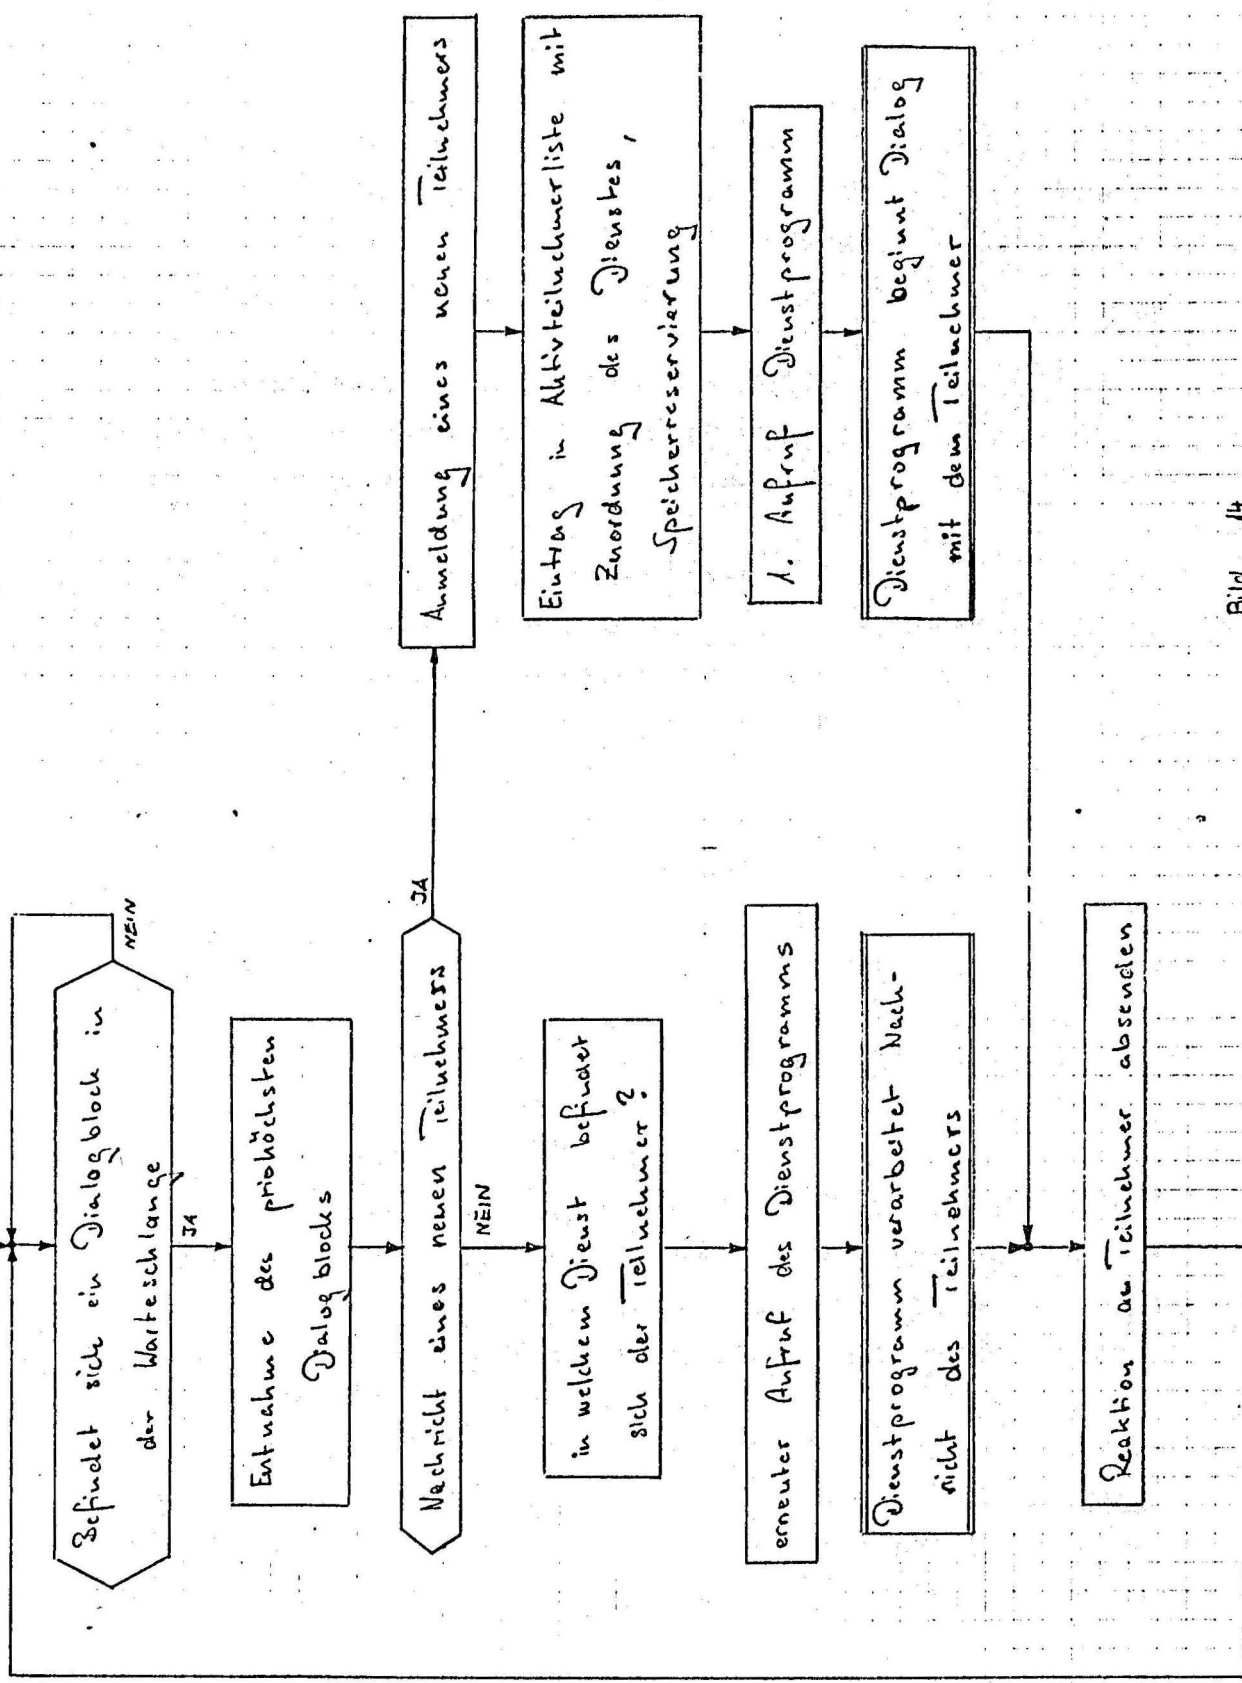 Befindet sich ein Dialogblock in
der Warteschlange
NEIN
JA
Entnahme des priohöchsten
Dialogblocks
Nachricht eines neuen Teilnehmers
JA
NEIN
in welchem Dienst befindet
sich der Teilnehmer?
erneuter Aufruf des Dienstprogramms
Dienstprogramm verarbeitet Nach-
richt des Teilnehmers
Reaktion an Teilnehmer absenden
Anmeldung eines neuen Teilnehmers
Eintrag in Aktivteilnehmerliste mit
Zuordnung des Dienstes,
Speicherreservierung
1. Aufruf Dienstprogramm
Dienstprogramm beginnt Dialog
mit dem Teilnehmer
Bild 14